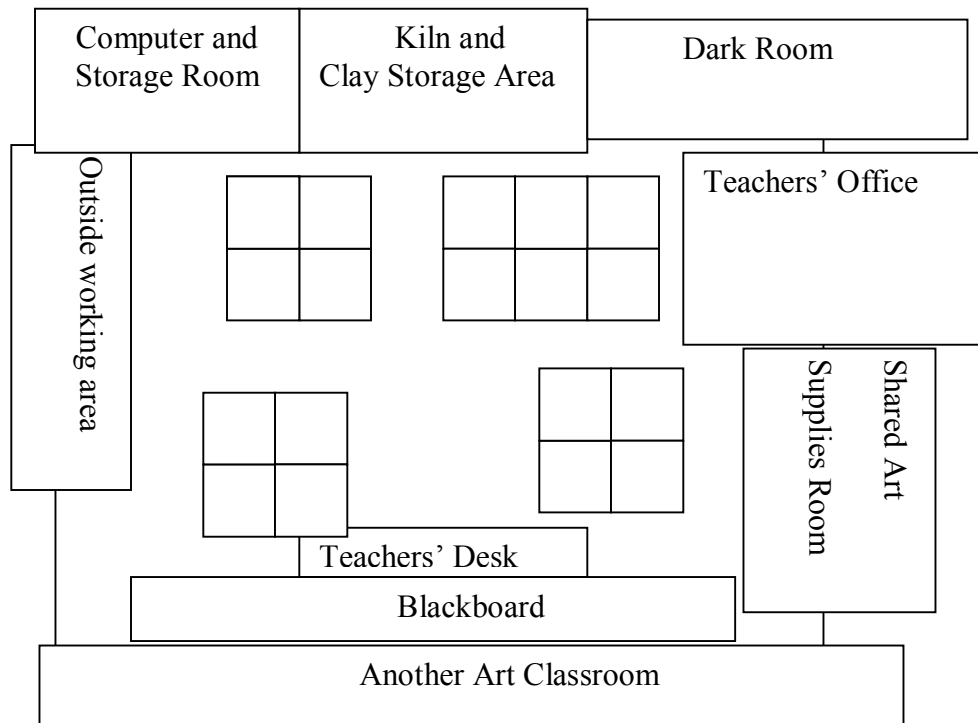 Computer and
Storage Room
Kiln and
Clay Storage Area
Dark Room
Outside working area
Teachers’ Office
Shared Art
Supplies Room
Teachers’ Desk
Blackboard
Another Art Classroom